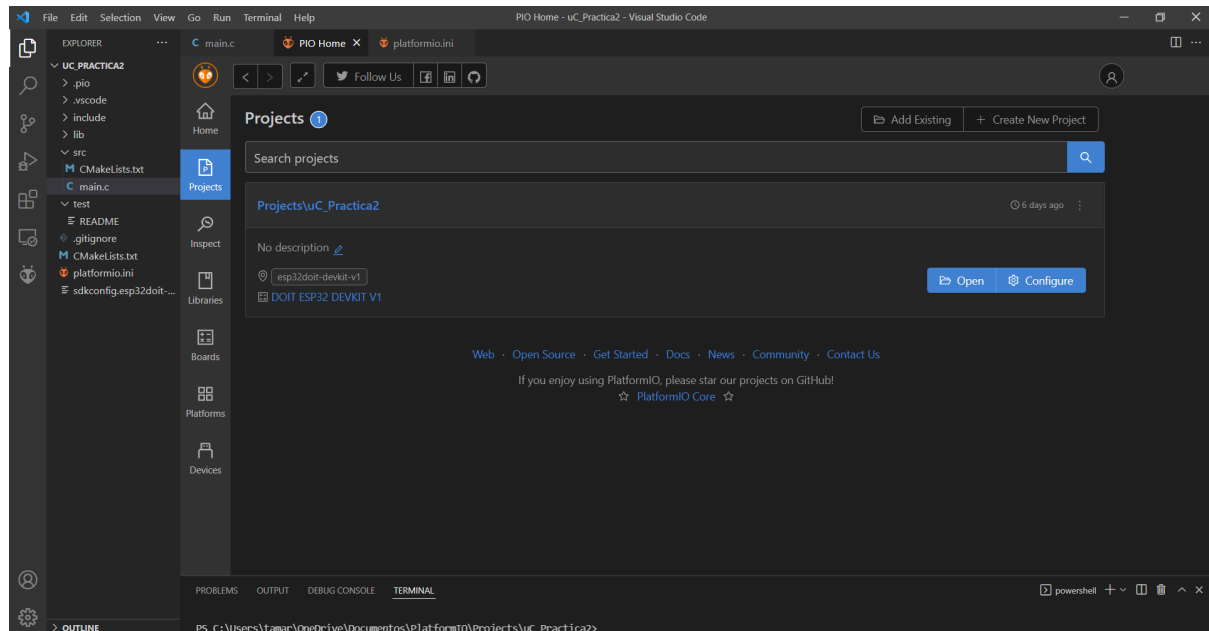 File Edit Selection View Go Run Terminal Help
PIO Home - uC_Practica2 - Visual Studio Code
EXPLORER
UC_PRACTICA2
.pio
.vscode
include
lib
src
CMakeLists.txt
main.c
test
README
.gitignore
CMakeLists.txt
platformio.ini
sdkconfig.esp32doit-...
OUTLINE
main.c
PIO Home
platformio.ini
Follow Us
Home
Projects
Inspect
Libraries
Boards
Platforms
Devices
Projects 1
Add Existing
Create New Project
Search projects
Projects\uC_Practica2
6 days ago
No description
esp32doit-devkit-v1
DOIT ESP32 DEVKIT V1
Open
Configure
Web · Open Source · Get Started · Docs · News · Community · Contact Us
If you enjoy using PlatformIO, please star our projects on GitHub!
PlatformIO Core
PROBLEMS OUTPUT DEBUG CONSOLE TERMINAL
powershell
PS C:\Users\tamar\OneDrive\Documentos\PlatformIO\Projects\uC_Practica2>